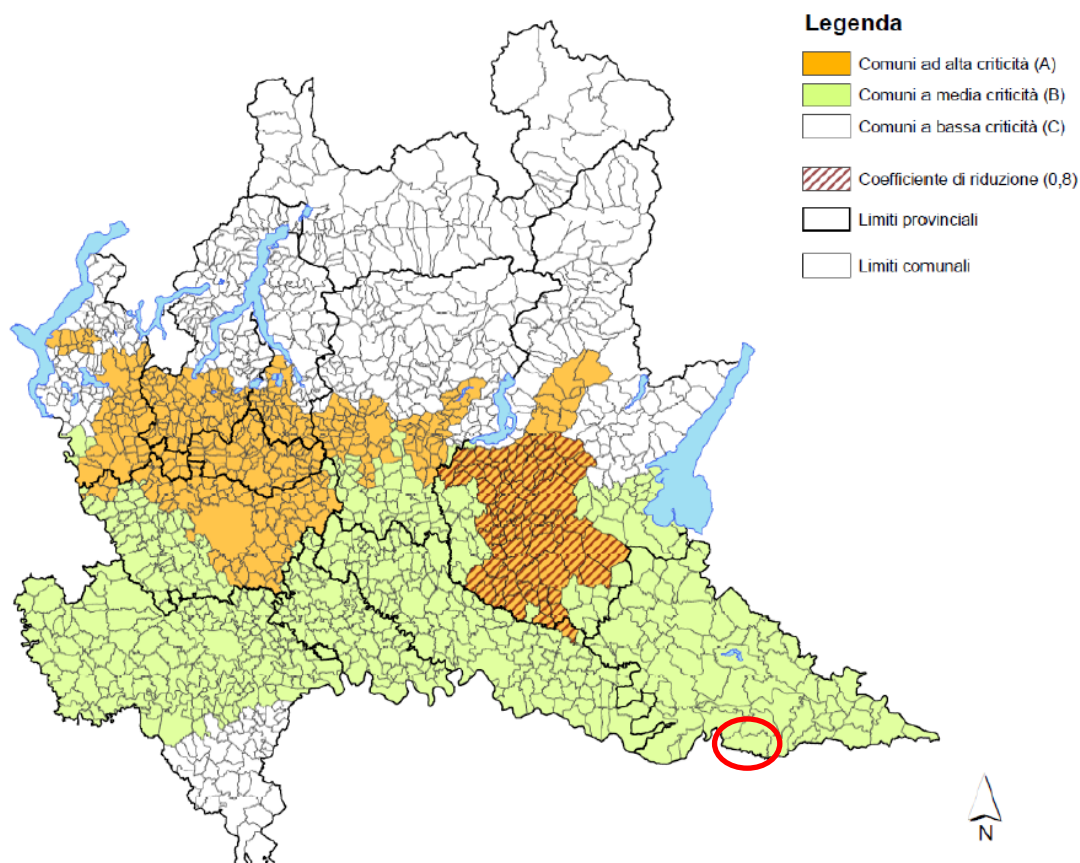 Legenda
Comuni ad alta criticità (A)
Comuni a media criticità (B)
Comuni a bassa criticità (C)
Coefficiente di riduzione (0,8)
Limiti provinciali
Limiti comunali
N